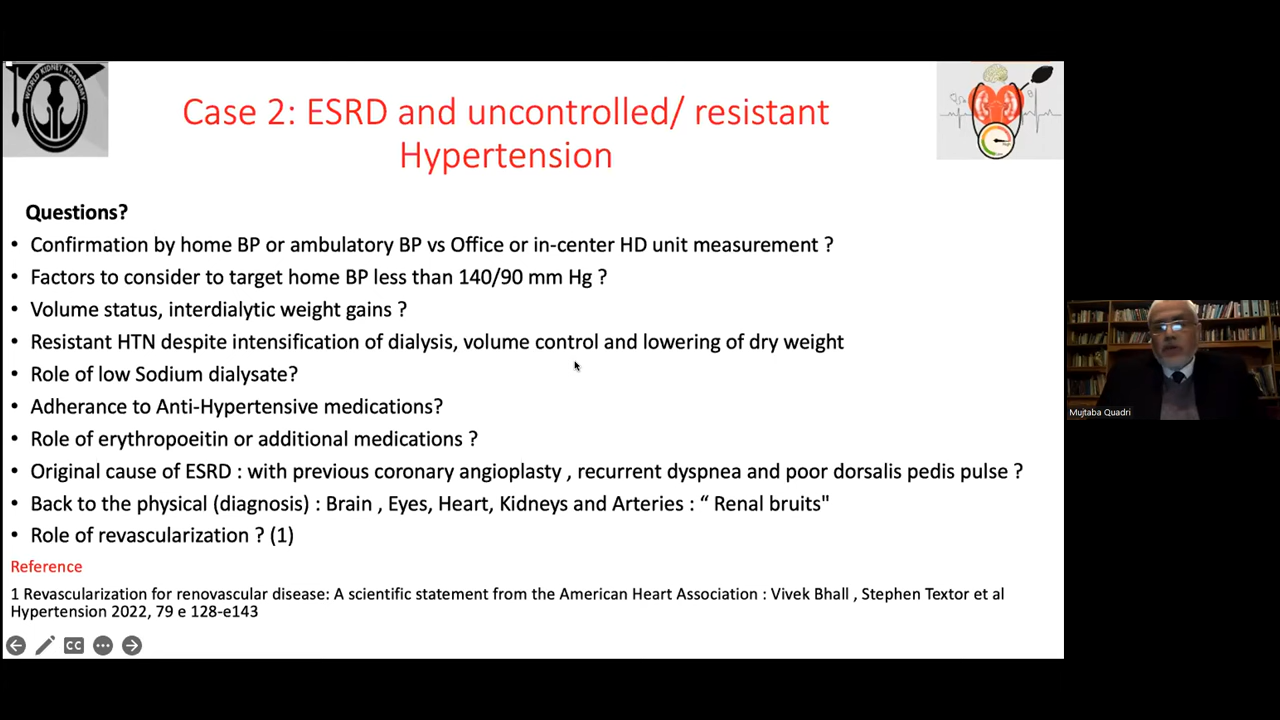 WORLD KIDNEY ACADEMY
Case 2: ESRD and uncontrolled/ resistant
Hypertension
Questions?
• Confirmation by home BP or ambulatory BP vs Office or in-center HD unit measurement ?
• Factors to consider to target home BP less than 140/90 mm Hg ?
• Volume status, interdialytic weight gains ?
• Resistant HTN despite intensification of dialysis, volume control and lowering of dry weight
• Role of low Sodium dialysate?
• Adherance to Anti-Hypertensive medications?
• Role of erythropoeitin or additional medications ?
• Original cause of ESRD : with previous coronary angioplasty , recurrent dyspnea and poor dorsalis pedis pulse ?
• Back to the physical (diagnosis) : Brain , Eyes, Heart, Kidneys and Arteries : “ Renal bruits"
• Role of revascularization ? (1)
Reference
1 Revascularization for renovascular disease: A scientific statement from the American Heart Association : Vivek Bhall , Stephen Textor et al
Hypertension 2022, 79 e 128-e143
CC
Mujtaba Quadri